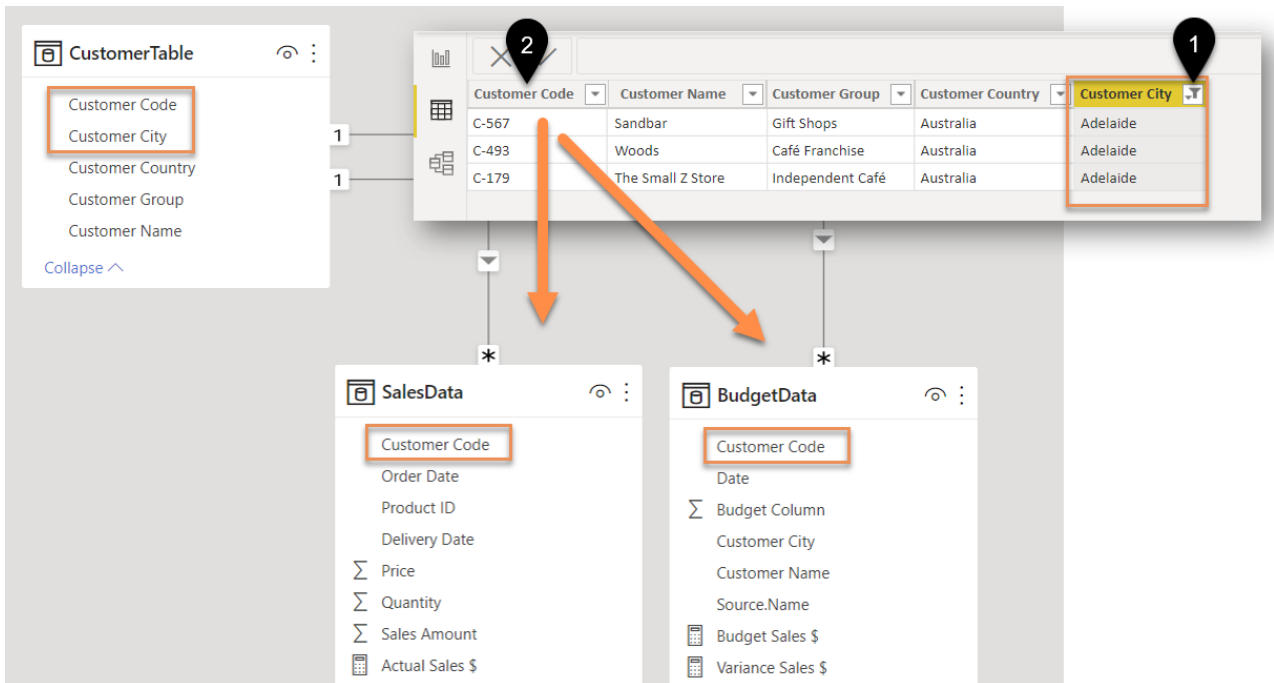 CustomerTable
Customer Code
Customer City
Customer Country
Customer Group
Customer Name
Collapse
1
1
2
1
Customer Code Customer Name Customer Group Customer Country Customer City
C-567 Sandbar Gift Shops Australia Adelaide
C-493 Woods Café Franchise Australia Adelaide
C-179 The Small Z Store Independent Café Australia Adelaide
*
*
SalesData
Customer Code
Order Date
Product ID
Delivery Date
∑ Price
∑ Quantity
∑ Sales Amount
Actual Sales $
BudgetData
Customer Code
Date
∑ Budget Column
Customer City
Customer Name
Source.Name
Budget Sales $
Variance Sales $